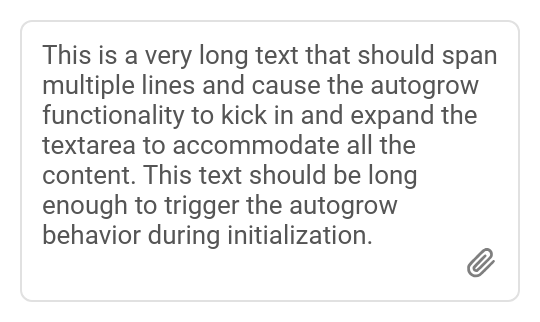 This is a very long text that should span
multiple lines and cause the autogrow
functionality to kick in and expand the
textarea to accommodate all the
content. This text should be long
enough to trigger the autogrow
behavior during initialization.